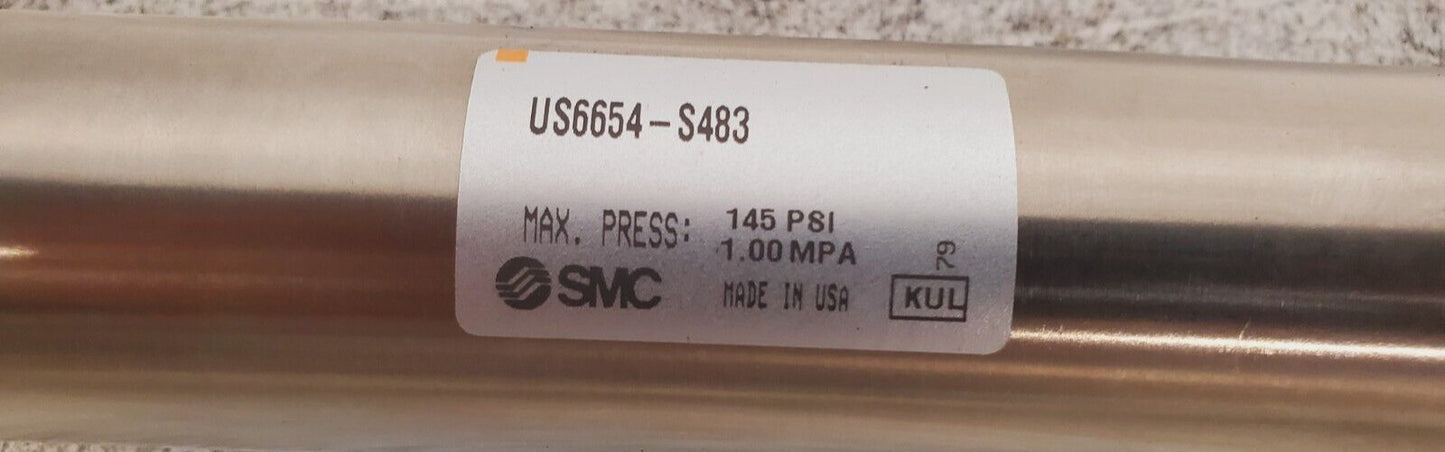 US6654-S483
MAX. PRESS: 145 PSI
1.00 MPA
79
SMC MADE IN USA KUL